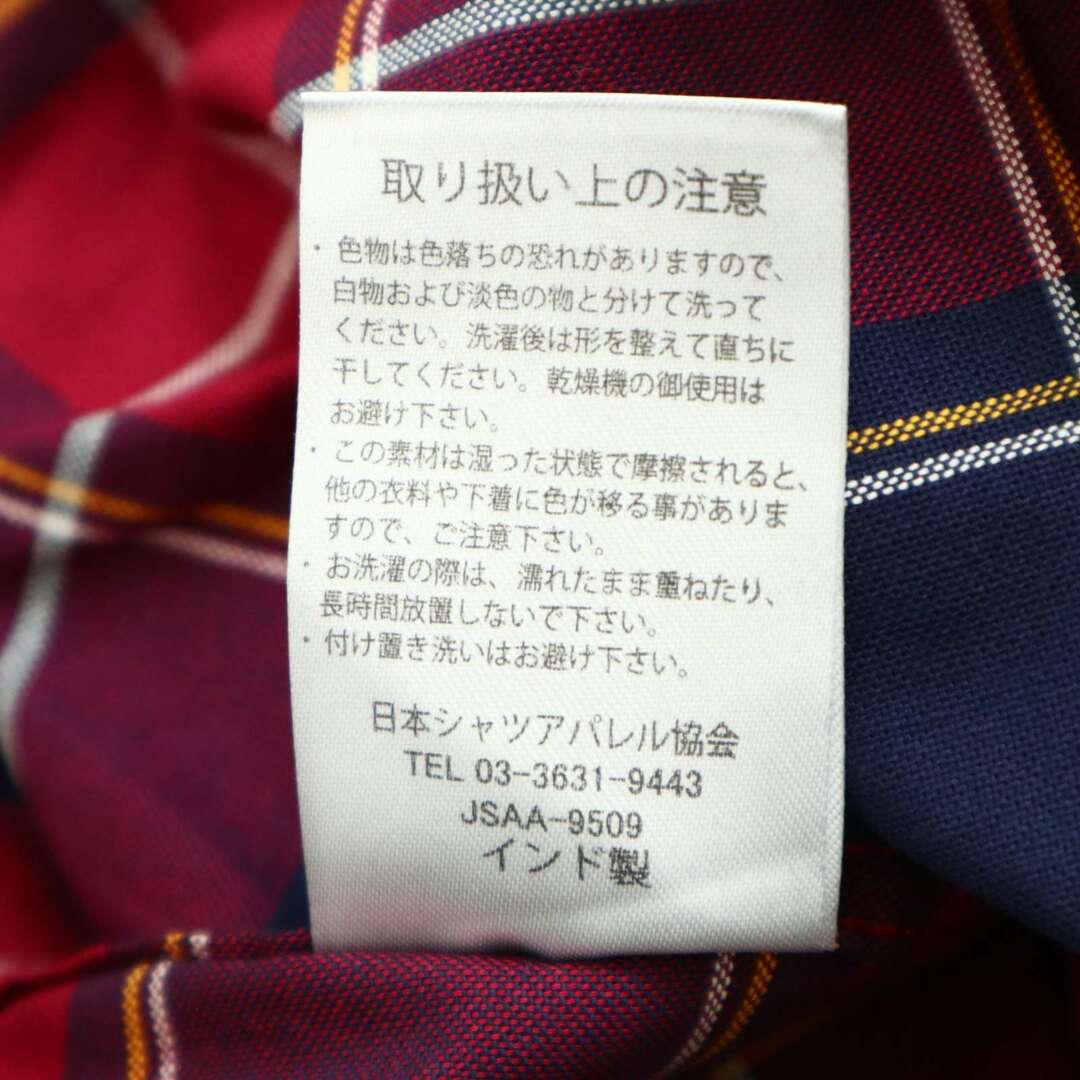 取り扱い上の注意
・色物は色落ちの恐れがありますので、
白物および淡色の物と分けて洗って
ください。洗濯後は形を整えて直ちに
干してください。乾燥機の御使用は
お避け下さい。
・この素材は湿った状態で摩擦されると、
他の衣料や下着に色が移る事がありま
すので、ご注意下さい。
・お洗濯の際は、濡れたまま重ねたり、
長時間放置しないで下さい。
・付け置き洗いはお避け下さい。
日本シャツアパレル協会
TEL 03-3631-9443
JSAA-9509
インド製